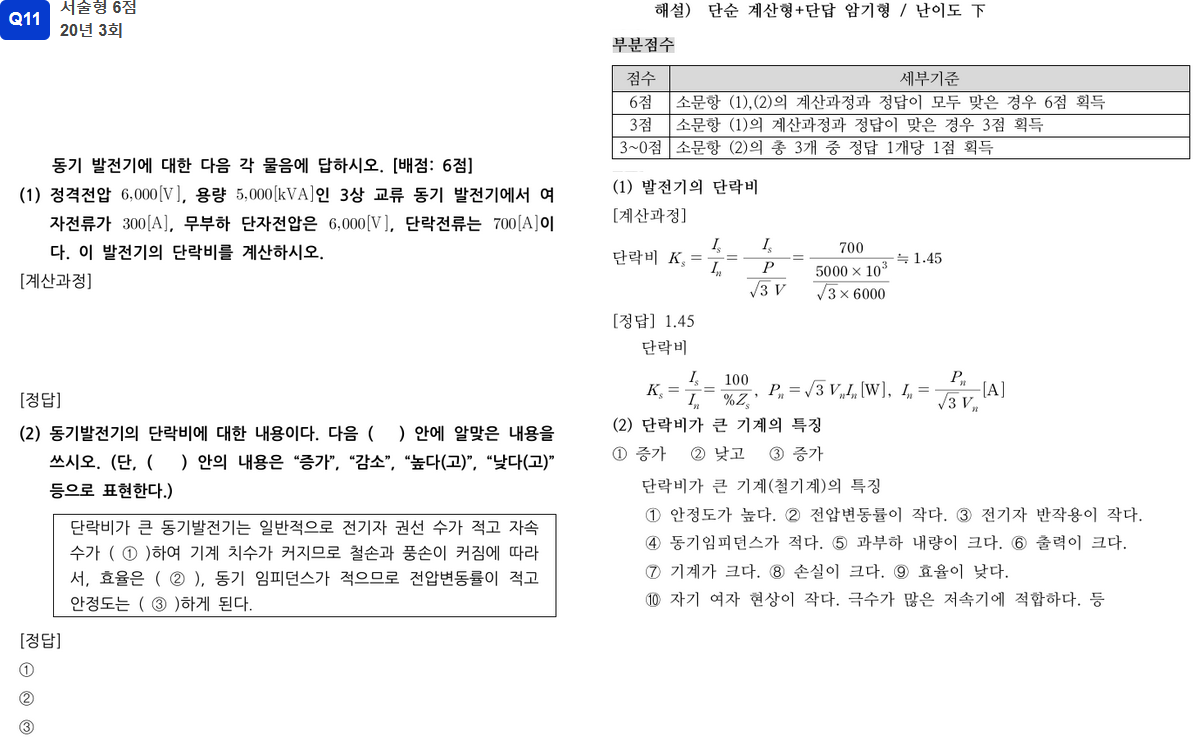 Q11
서술형 6점
20년 3회
동기 발전기에 대한 다음 각 물음에 답하시오. [배점: 6점]
(1) 정격전압 6,000[V], 용량 5,000[kVA]인 3상 교류 동기 발전기에서 여
자전류가 300[A], 무부하 단자전압은 6,000[V], 단락전류는 700[A]이
다. 이 발전기의 단락비를 계산하시오.
[계산과정]
[정답]
(2) 동기발전기의 단락비에 대한 내용이다. 다음 (   ) 안에 알맞은 내용을
쓰시오. (단, (   ) 안의 내용은 “증가”, “감소”, “높다(고)”, “낮다(고)”
등으로 표현한다.)
단락비가 큰 동기발전기는 일반적으로 전기자 권선 수가 적고 자속
수가 ( ① )하여 기계 치수가 커지므로 철손과 풍손이 커짐에 따라
서, 효율은 ( ② ), 동기 임피던스가 적으므로 전압변동률이 적고
안정도는 ( ③ )하게 된다.
[정답]
①
②
③
해설) 단순 계산형+단답 암기형 / 난이도 下
부분점수
점수 세부기준
6점 소문항 (1),(2)의 계산과정과 정답이 모두 맞은 경우 6점 획득
3점 소문항 (1)의 계산과정과 정답이 맞은 경우 3점 획득
3~0점 소문항 (2)의 총 3개 중 정답 1개당 1점 획득
(1) 발전기의 단락비
[계산과정]
단락비 K_s = I_s/I_n = I_s/(P/(√3 V)) = 700/((5000×10³)/(√3×6000)) ≒ 1.45
[정답] 1.45
단락비
K_s = I_s/I_n = 100/%Z_s, P_n = √3 V_n I_n [W], I_n = P_n/(√3 V_n) [A]
(2) 단락비가 큰 기계의 특징
① 증가 ② 낮고 ③ 증가
단락비가 큰 기계(철기계)의 특징
① 안정도가 높다. ② 전압변동률이 작다. ③ 전기자 반작용이 작다.
④ 동기임피던스가 적다. ⑤ 과부하 내량이 크다. ⑥ 출력이 크다.
⑦ 기계가 크다. ⑧ 손실이 크다. ⑨ 효율이 낮다.
⑩ 자기 여자 현상이 작다. 극수가 많은 저속기에 적합하다. 등